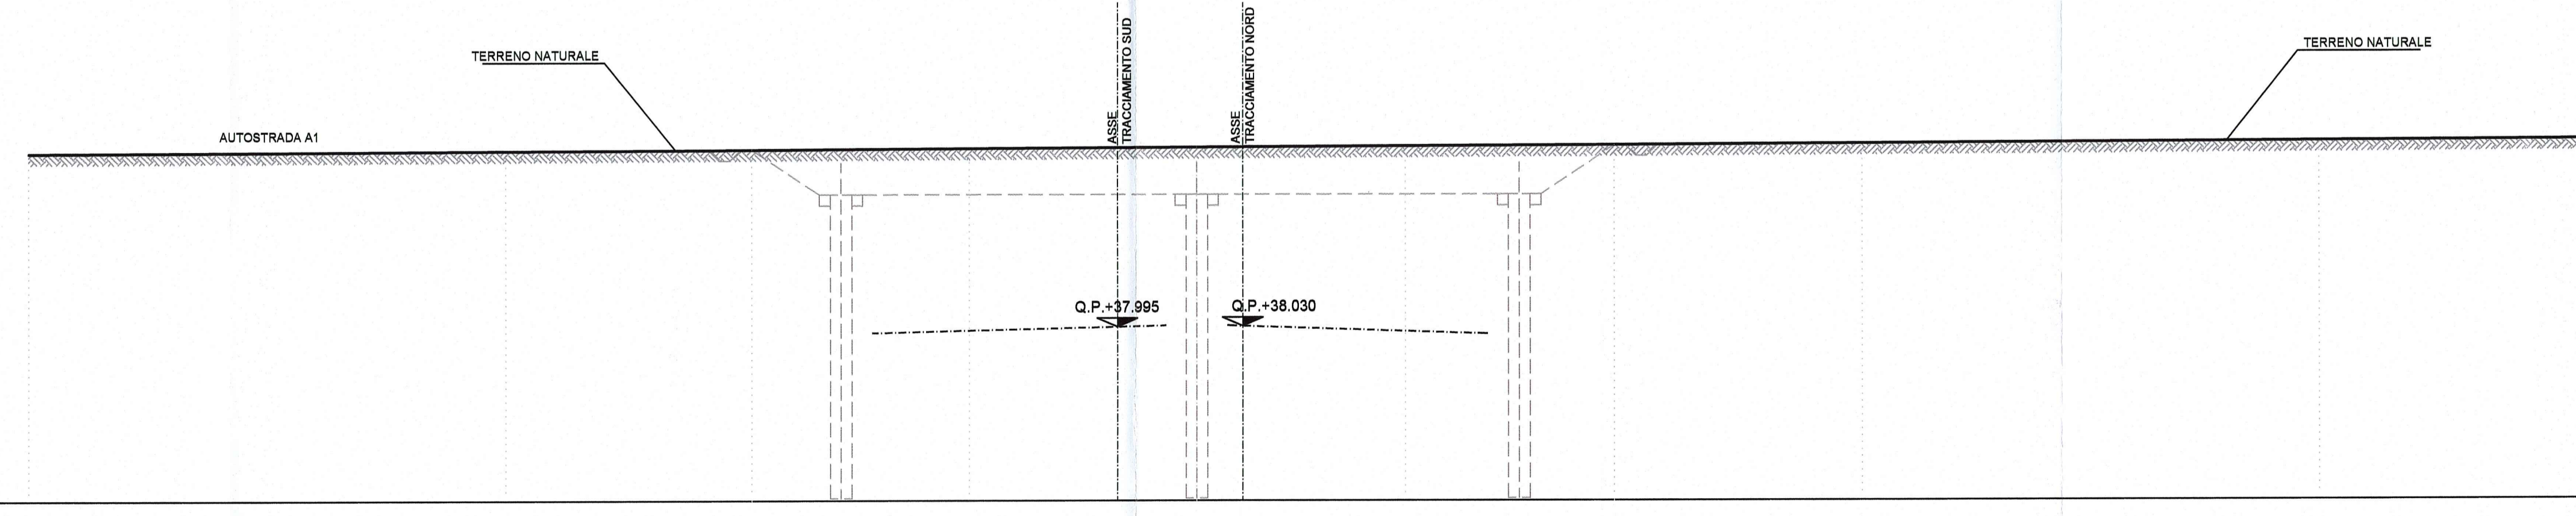 TERRENO NATURALE
AUTOSTRADA A1
ASSE
TRACCIAMENTO SUD
ASSE
TRACCIAMENTO NORD
TERRENO NATURALE
Q.P.+37.995
Q.P.+38.030